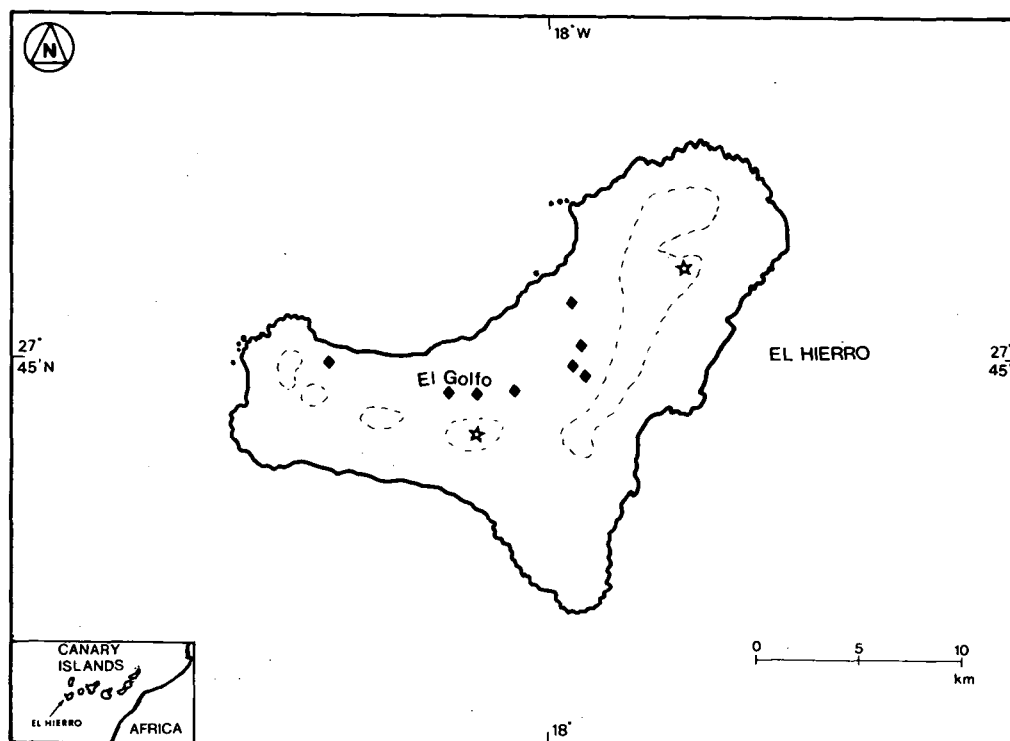 N
18° W
27°
45'N
El Golfo
EL HIERRO
27°
45'
0 5 10
km
CANARY
ISLANDS
EL HIERRO
AFRICA
18°